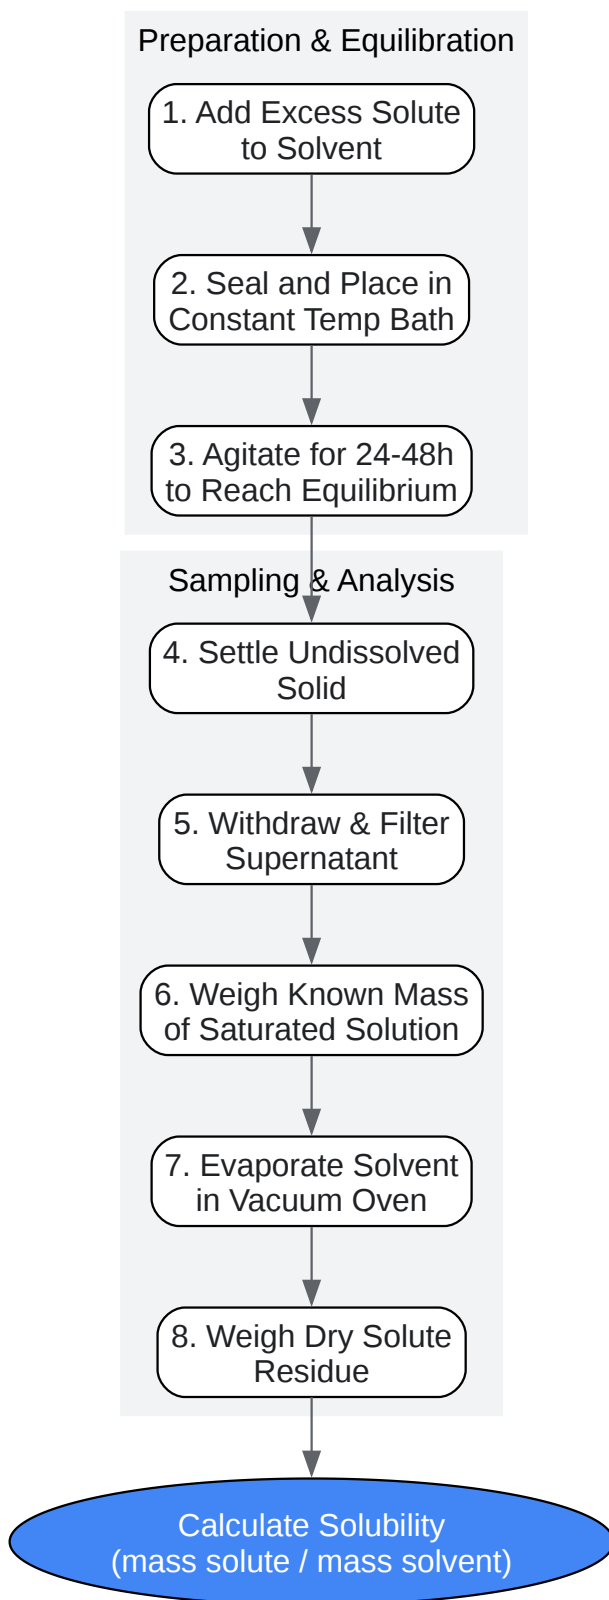 Preparation & Equilibration
1. Add Excess Solute
to Solvent
2. Seal and Place in
Constant Temp Bath
3. Agitate for 24-48h
to Reach Equilibrium
Sampling & Analysis
4. Settle Undissolved
Solid
5. Withdraw & Filter
Supernatant
6. Weigh Known Mass
of Saturated Solution
7. Evaporate Solvent
in Vacuum Oven
8. Weigh Dry Solute
Residue
Calculate Solubility
(mass solute / mass solvent)